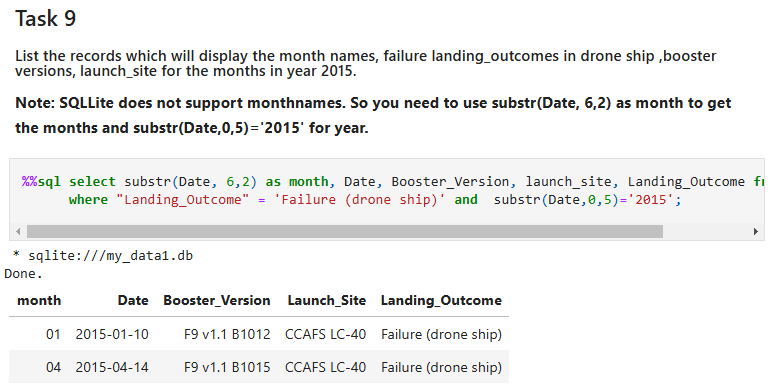 Task 9
List the records which will display the month names, failure landing_outcomes in drone ship ,booster
versions, launch_site for the months in year 2015.
Note: SQLLite does not support monthnames. So you need to use substr(Date, 6,2) as month to get
the months and substr(Date,0,5)='2015' for year.
%%sql select substr(Date, 6,2) as month, Date, Booster_Version, launch_site, Landing_Outcome fr
where "Landing_Outcome" = 'Failure (drone ship)' and  substr(Date,0,5)='2015';
* sqlite:///my_data1.db
Done.
month Date Booster_Version Launch_Site Landing_Outcome
01 2015-01-10 F9 v1.1 B1012 CCAFS LC-40 Failure (drone ship)
04 2015-04-14 F9 v1.1 B1015 CCAFS LC-40 Failure (drone ship)